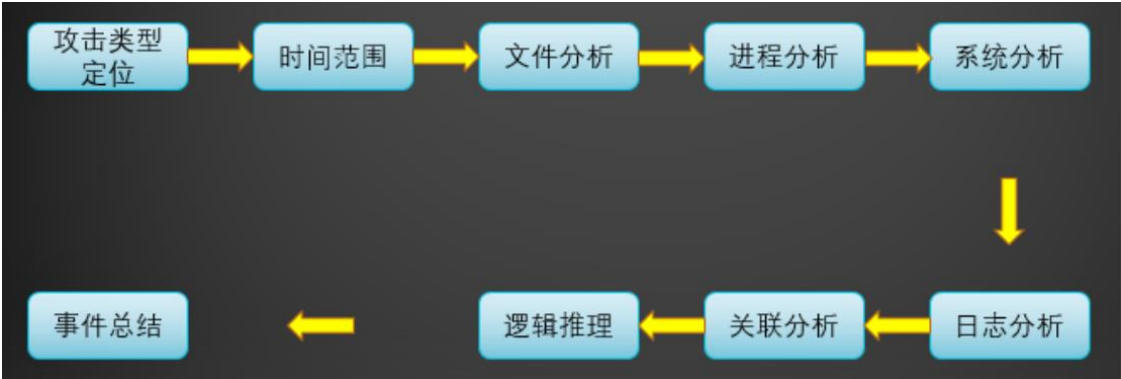 攻击类型
定位
时间范围
文件分析
进程分析
系统分析
日志分析
关联分析
逻辑推理
事件总结